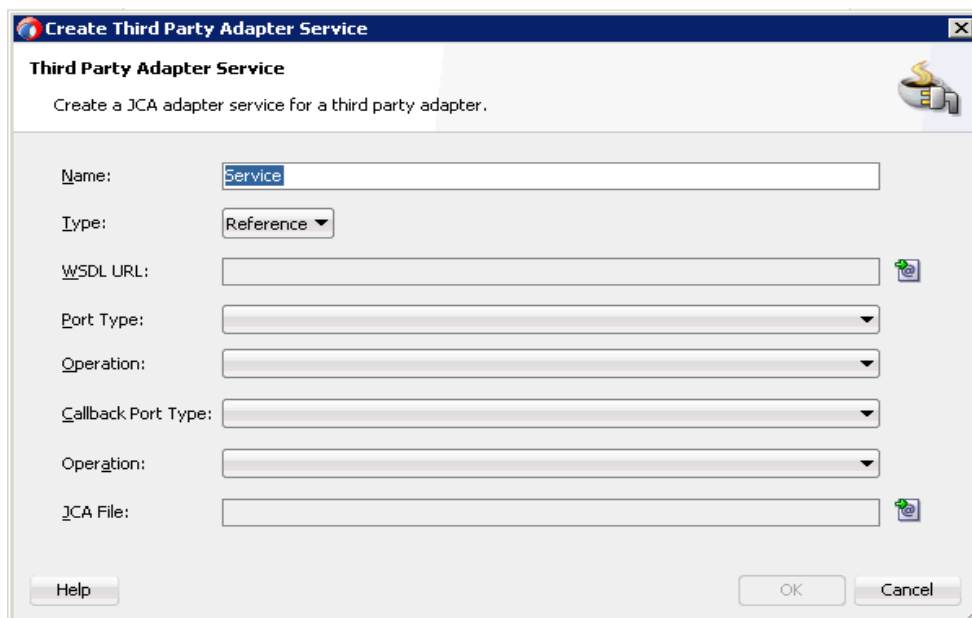 Create Third Party Adapter Service
Third Party Adapter Service
Create a JCA adapter service for a third party adapter.
Name: Service
Type: Reference
WSDL URL:
Port Type:
Operation:
Callback Port Type:
Operation:
JCA File:
Help OK Cancel